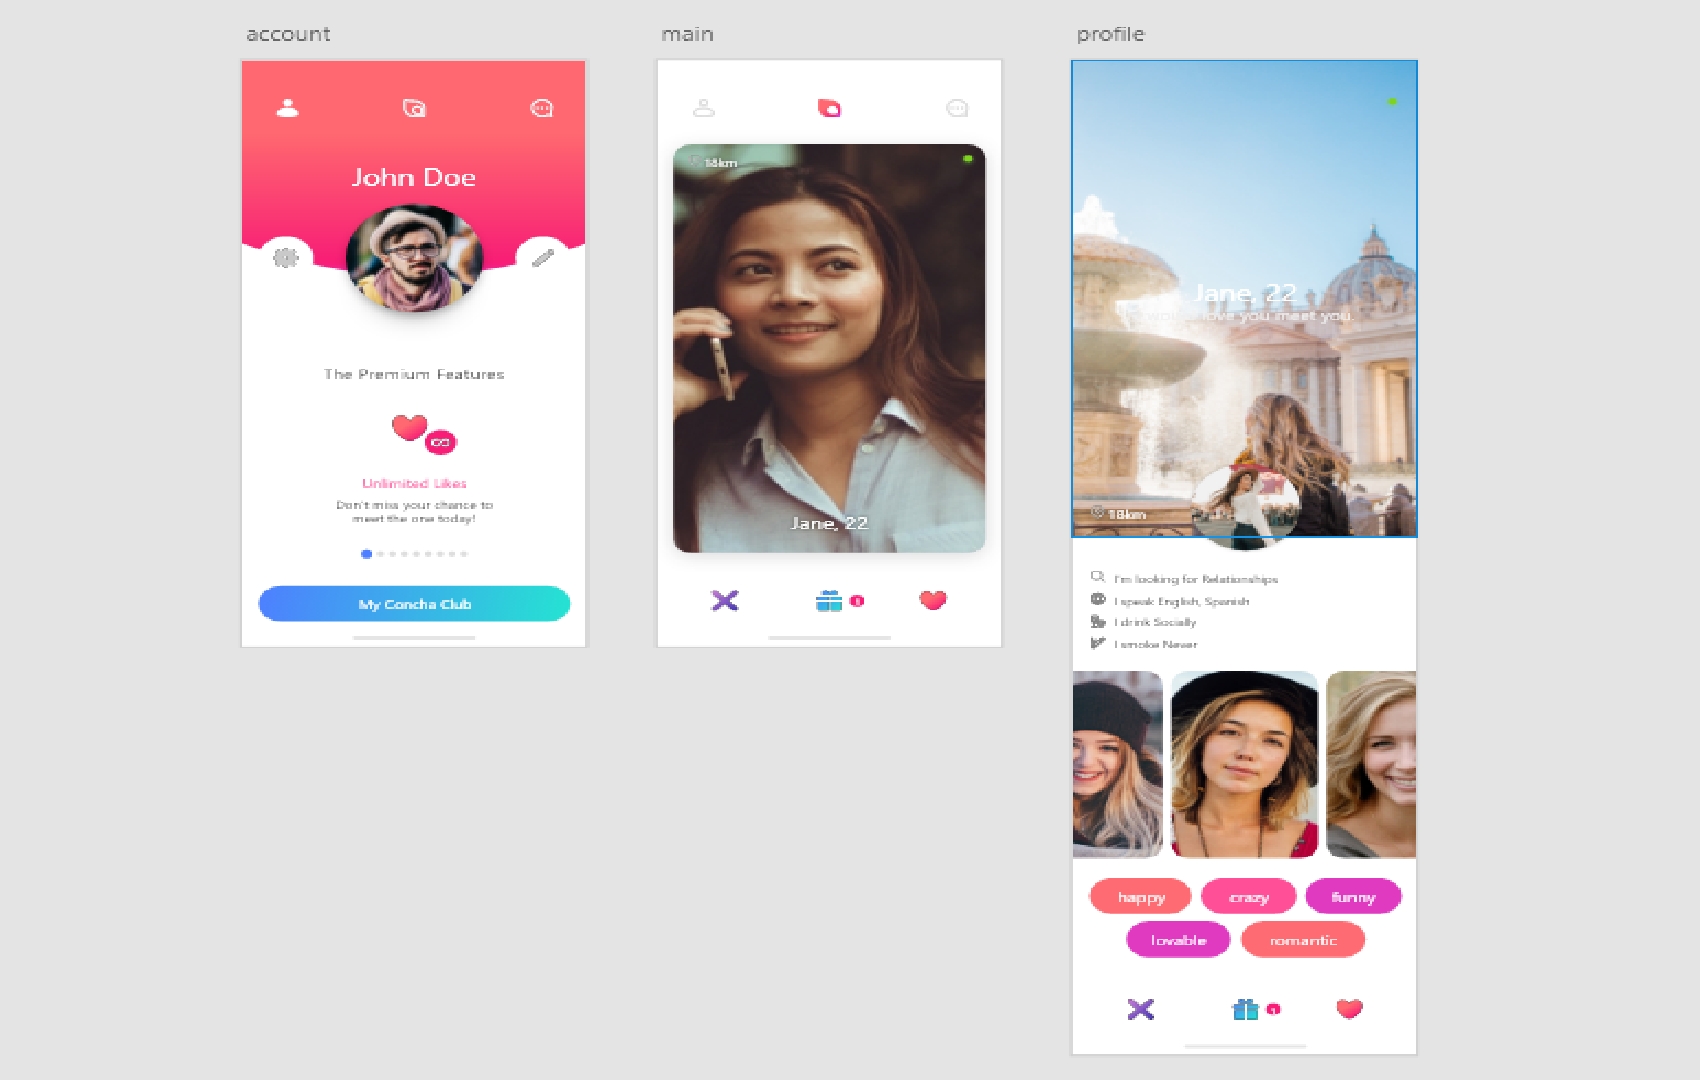 account
John Doe
The Premium Features
Unlimited Likes
Don't miss your chance to
meet the one today!
My Concha Club
main
18km
Jane, 22
profile
Jane, 22
love you meet you.
18km
I'm looking for Relationships
I speak English, Spanish
I drink Socially
I smoke Never
happy crazy funny
lovable romantic